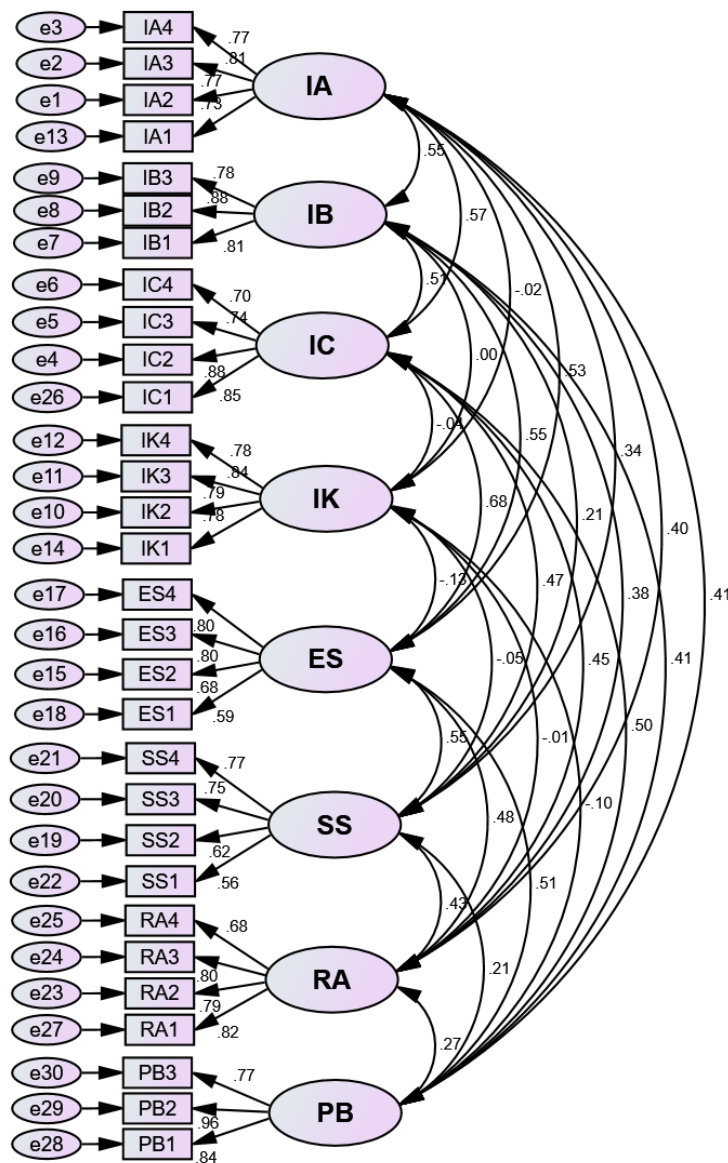 e3 IA4 .77
e2 IA3 .81
IA
e1 IA2 .77
e13 IA1 .73
.55
e9 IB3 .78
e8 IB2 .88
IB
.57
e7 IB1 .81
e6 IC4 .70
.51
-.02
e5 IC3 .74
IC
e4 IC2 .88
.00
.53
e26 IC1 .85
e12 IK4 .78
-.04
.55
.34
e11 IK3 .84
IK
e10 IK2 .79
.68
.21
.40
e14 IK1 .78
-.13
.47
.38
.41
e17 ES4 .80
e16 ES3 .80
ES
-.05
.45
.41
e15 ES2 .68
e18 ES1 .59
.55
-.01
.50
e21 SS4 .77
e20 SS3 .75
SS
.48
-.10
e19 SS2 .62
e22 SS1 .56
.43
.51
e25 RA4 .68
e24 RA3 .80
RA
.21
e23 RA2 .79
e27 RA1 .82
.27
e30 PB3 .77
e29 PB2 .96
PB
e28 PB1 .84